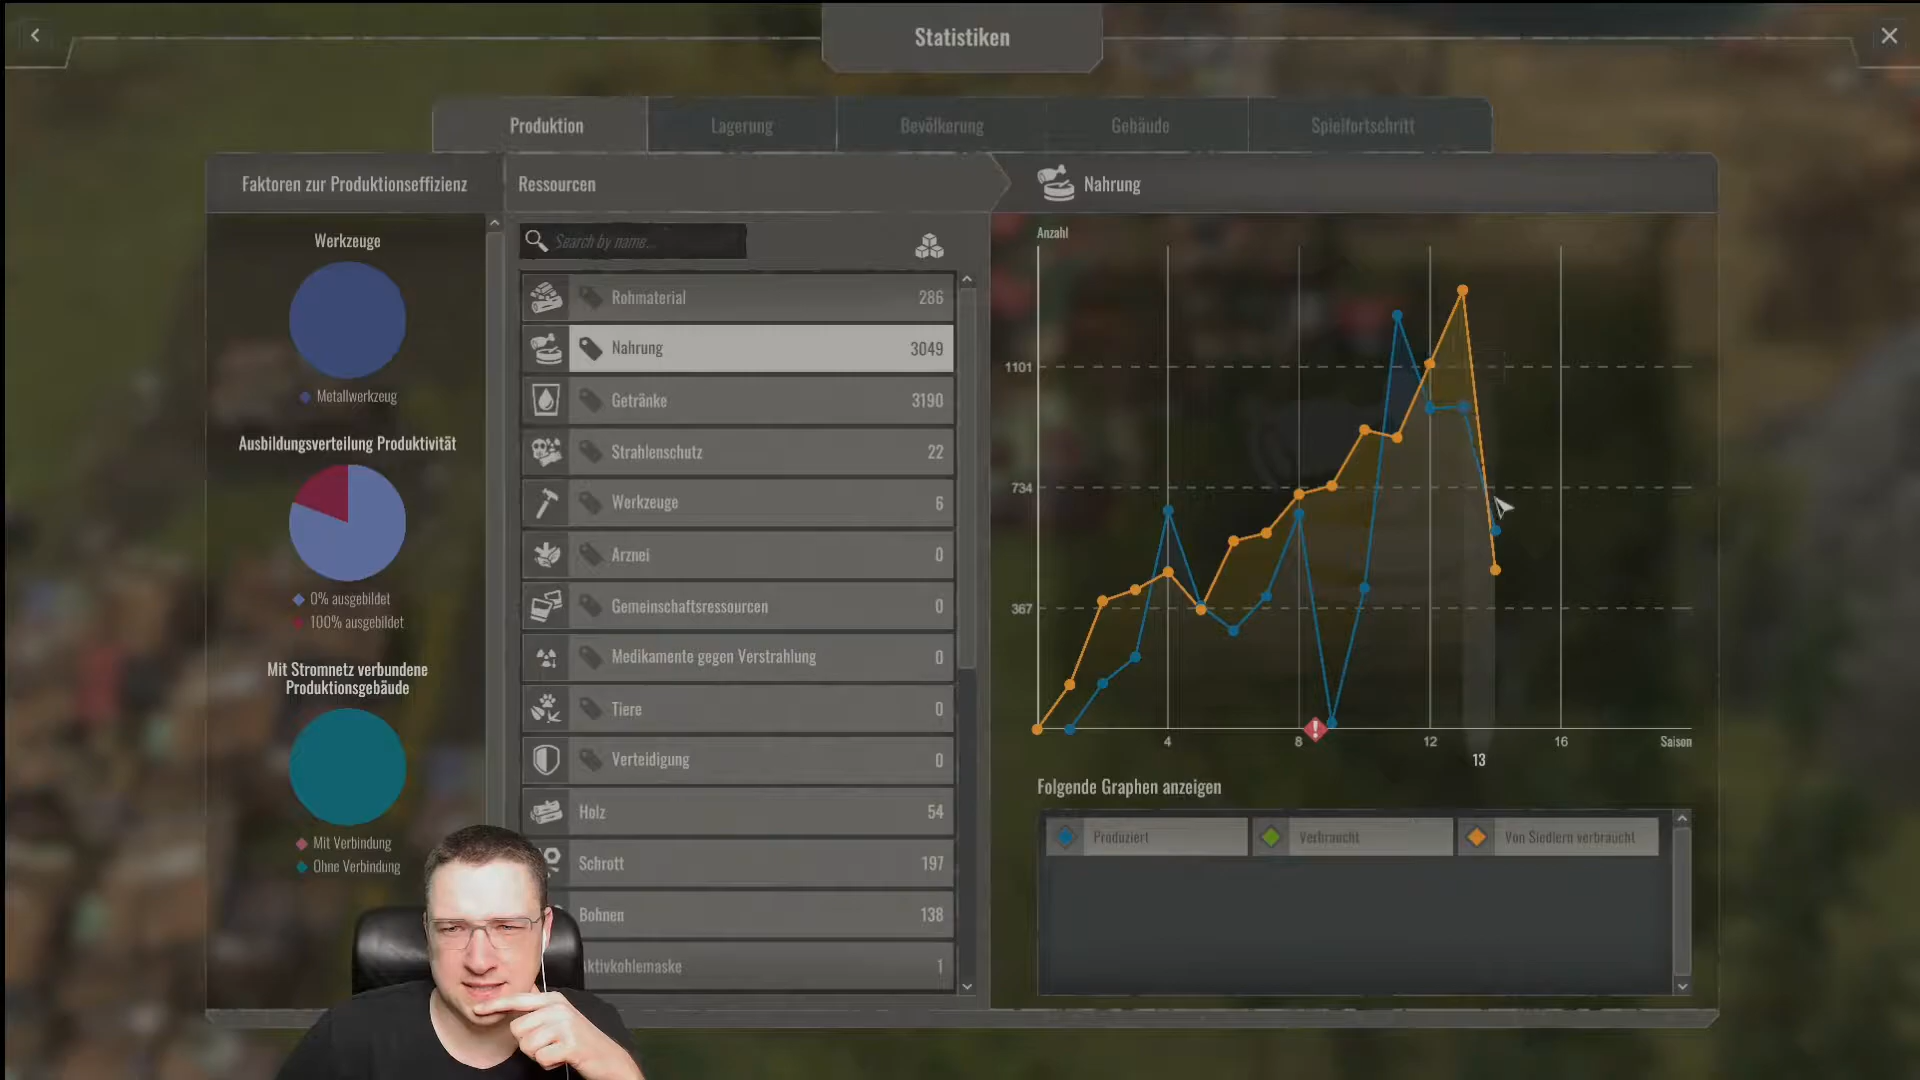 Statistiken
Produktion
Lagerung
Bevölkerung
Gebäude
Spielfortschritt
Faktoren zur Produktionseffizienz
Werkzeuge
Metallwerkzeug
Ausbildungsverteilung Produktivität
0% ausgebildet
100% ausgebildet
Mit Stromnetz verbundene
Produktionsgebäude
Mit Verbindung
Ohne Verbindung
Ressourcen
Search by name...
Rohmaterial 286
Nahrung 3049
Getränke 3190
Strahlenschutz 22
Werkzeuge 6
Arznei 0
Gemeinschaftsressourcen 0
Medikamente gegen Verstrahlung 0
Tiere 0
Verteidigung 0
Holz 54
Schrott 197
Bohnen 138
ktivkohlemaske 1
Nahrung
Anzahl
1101
734
367
4 8 ! 12 16 Saison
13
Folgende Graphen anzeigen
Produziert
Verbraucht
Von Siedlern verbraucht